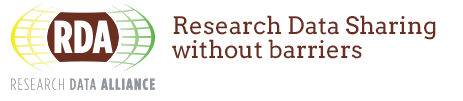 RDA
RESEARCH DATA ALLIANCE
Research Data Sharing
without barriers